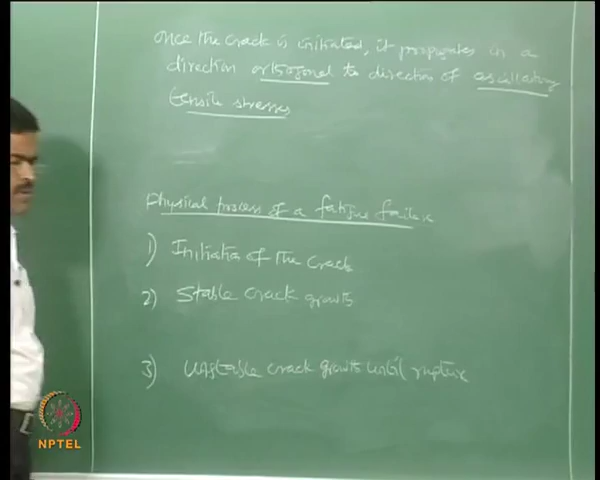 once the crack is initiated, it propagates in a
direction orthogonal to direction of oscillating
tensile stresses
Physical process of a fatigue failure
1) Initiation of the crack
2) Stable crack growth
3) Unstable crack growth until rupture
NPTEL